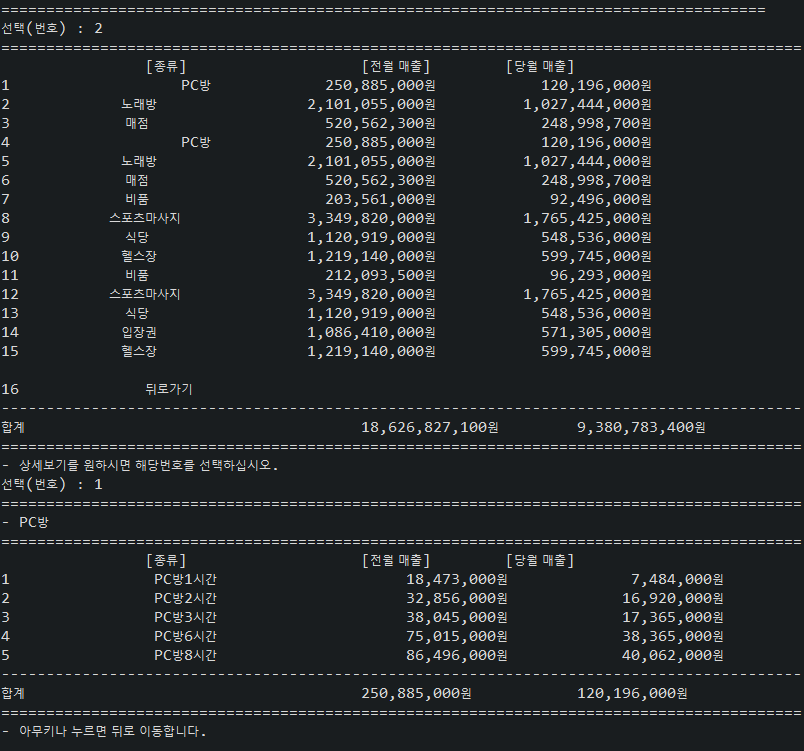 =====================================================================================
선택(번호) : 2
=========================================================================================
[종류] [전월 매출] [당월 매출]
1 PC방 250,885,000원 120,196,000원
2 노래방 2,101,055,000원 1,027,444,000원
3 매점 520,562,300원 248,998,700원
4 PC방 250,885,000원 120,196,000원
5 노래방 2,101,055,000원 1,027,444,000원
6 매점 520,562,300원 248,998,700원
7 비품 203,561,000원 92,496,000원
8 스포츠마사지 3,349,820,000원 1,765,425,000원
9 식당 1,120,919,000원 548,536,000원
10 헬스장 1,219,140,000원 599,745,000원
11 비품 212,093,500원 96,293,000원
12 스포츠마사지 3,349,820,000원 1,765,425,000원
13 식당 1,120,919,000원 548,536,000원
14 입장권 1,086,410,000원 571,305,000원
15 헬스장 1,219,140,000원 599,745,000원
16 뒤로가기
-----------------------------------------------------------------------------------------
합계 18,626,827,100원 9,380,783,400원
=========================================================================================
- 상세보기를 원하시면 해당번호를 선택하십시오.
선택(번호) : 1
=========================================================================================
- PC방
=========================================================================================
[종류] [전월 매출] [당월 매출]
1 PC방1시간 18,473,000원 7,484,000원
2 PC방2시간 32,856,000원 16,920,000원
3 PC방3시간 38,045,000원 17,365,000원
4 PC방6시간 75,015,000원 38,365,000원
5 PC방8시간 86,496,000원 40,062,000원
-----------------------------------------------------------------------------------------
합계 250,885,000원 120,196,000원
=========================================================================================
- 아무키나 누르면 뒤로 이동합니다.